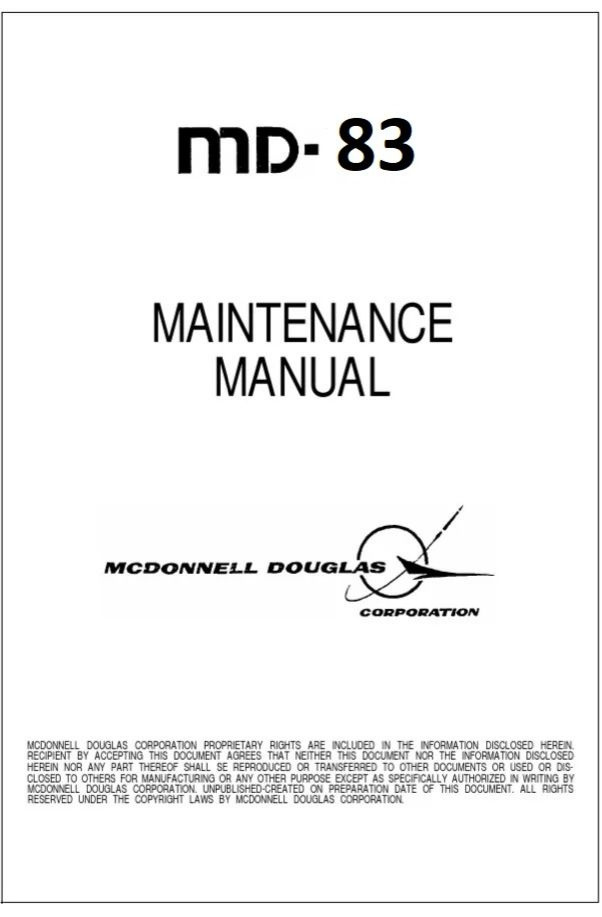 MD- 83
MAINTENANCE
MANUAL
MCDONNELL DOUGLAS
CORPORATION
MCDONNELL DOUGLAS CORPORATION PROPRIETARY RIGHTS ARE INCLUDED IN THE INFORMATION DISCLOSED HEREIN.
RECIPIENT BY ACCEPTING THIS DOCUMENT AGREES THAT NEITHER THIS DOCUMENT NOR THE INFORMATION DISCLOSED
HEREIN NOR ANY PART THEREOF SHALL SE REPRODUCED OR TRANSFERRED TO OTHER DOCUMENTS OR USED OR DIS-
CLOSED TO OTHERS FOR MANUFACTURING OR ANY OTHER PURPOSE EXCEPT AS SPECIFICALLY AUTHORIZED IN WRITING BY
MCDONNELL DOUGLAS CORPORATION. UNPUBLISHED-CREATED ON PREPARATION DATE OF THIS DOCUMENT. ALL RIGHTS
RESERVED UNDER THE COPYRIGHT LAWS BY MCDONNELL DOUGLAS CORPORATION.